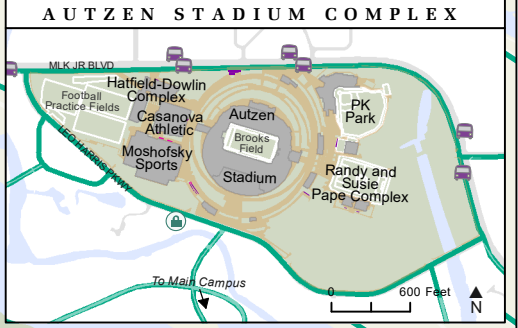 AUTZEN STADIUM COMPLEX
MLK JR BLVD
Hatfield-Dowlin
Complex
Football
Practice Fields
Casanova
Athletic
Autzen
PK
Park
Brooks
Field
LEO HARRIS PKWY
Moshofsky
Sports
Stadium
Randy and
Susie
Pape Complex
To Main Campus
0 600 Feet
N